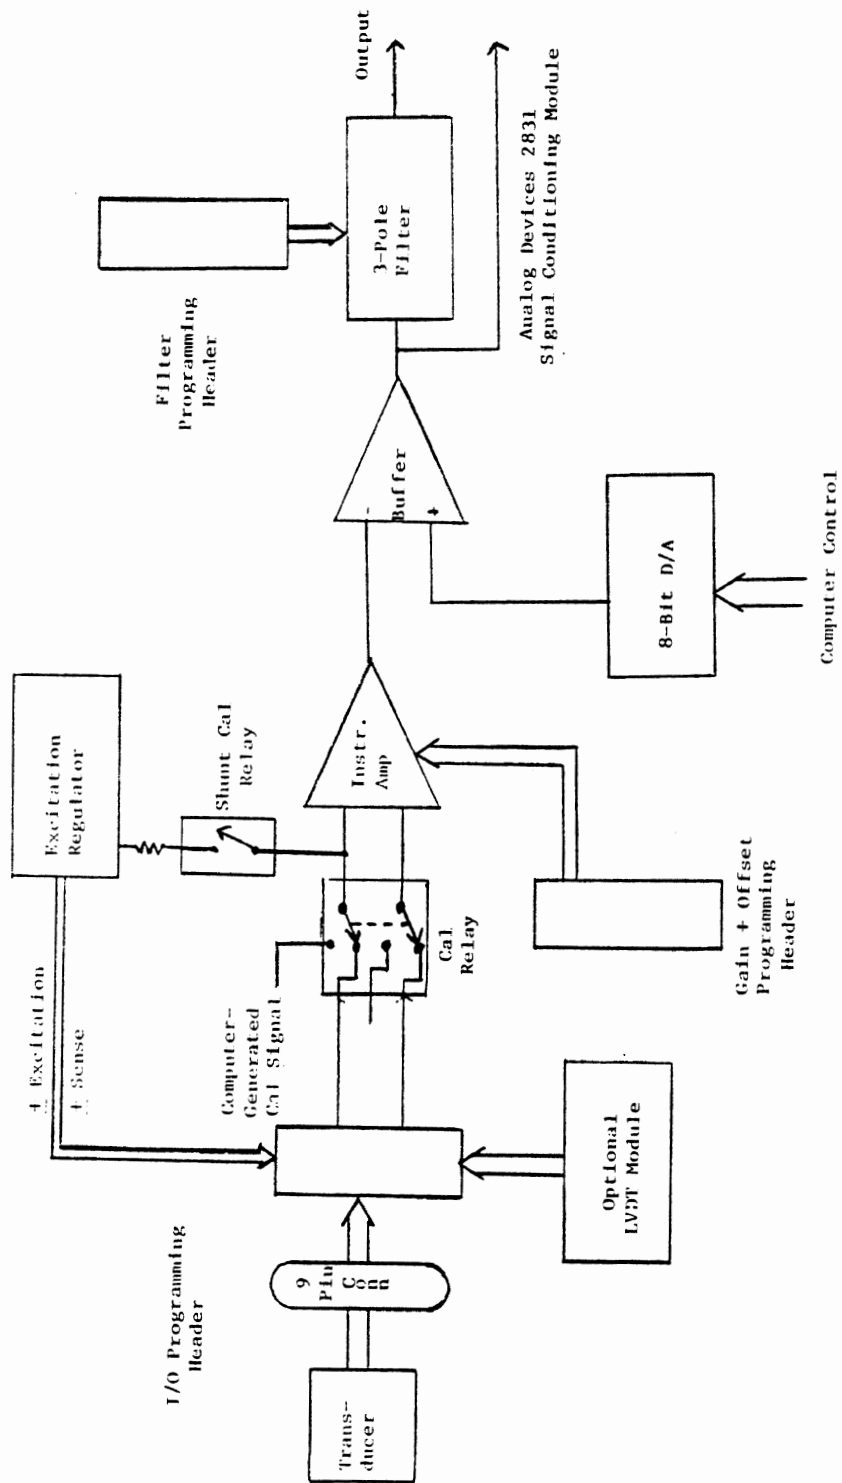 Trans-
ducer
9
Pin
Conn
I/O Programming
Header
± Excitation
± Sense
Optional
LVDT Module
Computer-
Generated
Cal Signal
Cal
Relay
Excitation
Regulator
Shunt Cal
Relay
Gain + Offset
Programming
Header
Instr.
Amp
8-Bit D/A
Computer Control
-
Buffer
+
Filter
Programming
Header
3-Pole
Filter
Output
Analog Devices 2831
Signal Conditioning Module